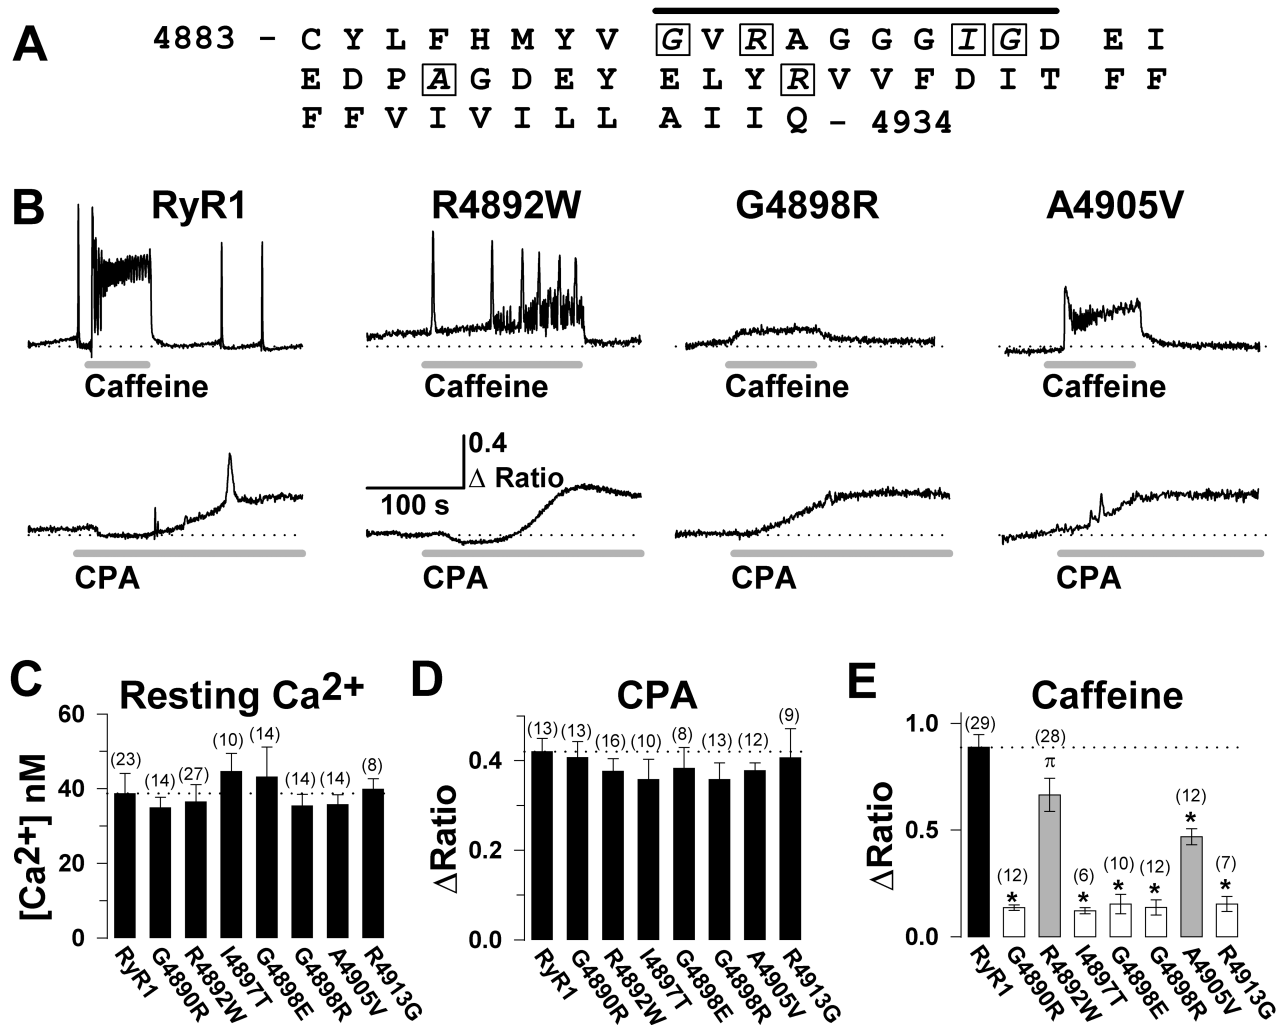 A
4883 - C Y L F H M Y V G V R A G G G I G D E I
E D P A G D E Y E L Y R V V F D I T F F
F F V I V I L L A I I Q - 4934
B
RyR1 R4892W G4898R A4905V
Caffeine Caffeine Caffeine Caffeine
0.4
Δ Ratio
100 s
CPA CPA CPA CPA
C
Resting Ca2+
[Ca2+] nM
60
40
20
0
(23) (14) (27) (10) (14) (14) (14) (8)
RyR1 G4890R R4892W I4897T G4898E G4898R A4905V R4913G
D
CPA
ΔRatio
0.4
0.2
0.0
(13) (13) (16) (10) (8) (13) (12) (9)
RyR1 G4890R R4892W I4897T G4898E G4898R A4905V R4913G
E
Caffeine
ΔRatio
1.0
0.5
0.0
(29) (12) (28) (6) (10) (12) (12) (7)
* π * * * * *
RyR1 G4890R R4892W I4897T G4898E G4898R A4905V R4913G